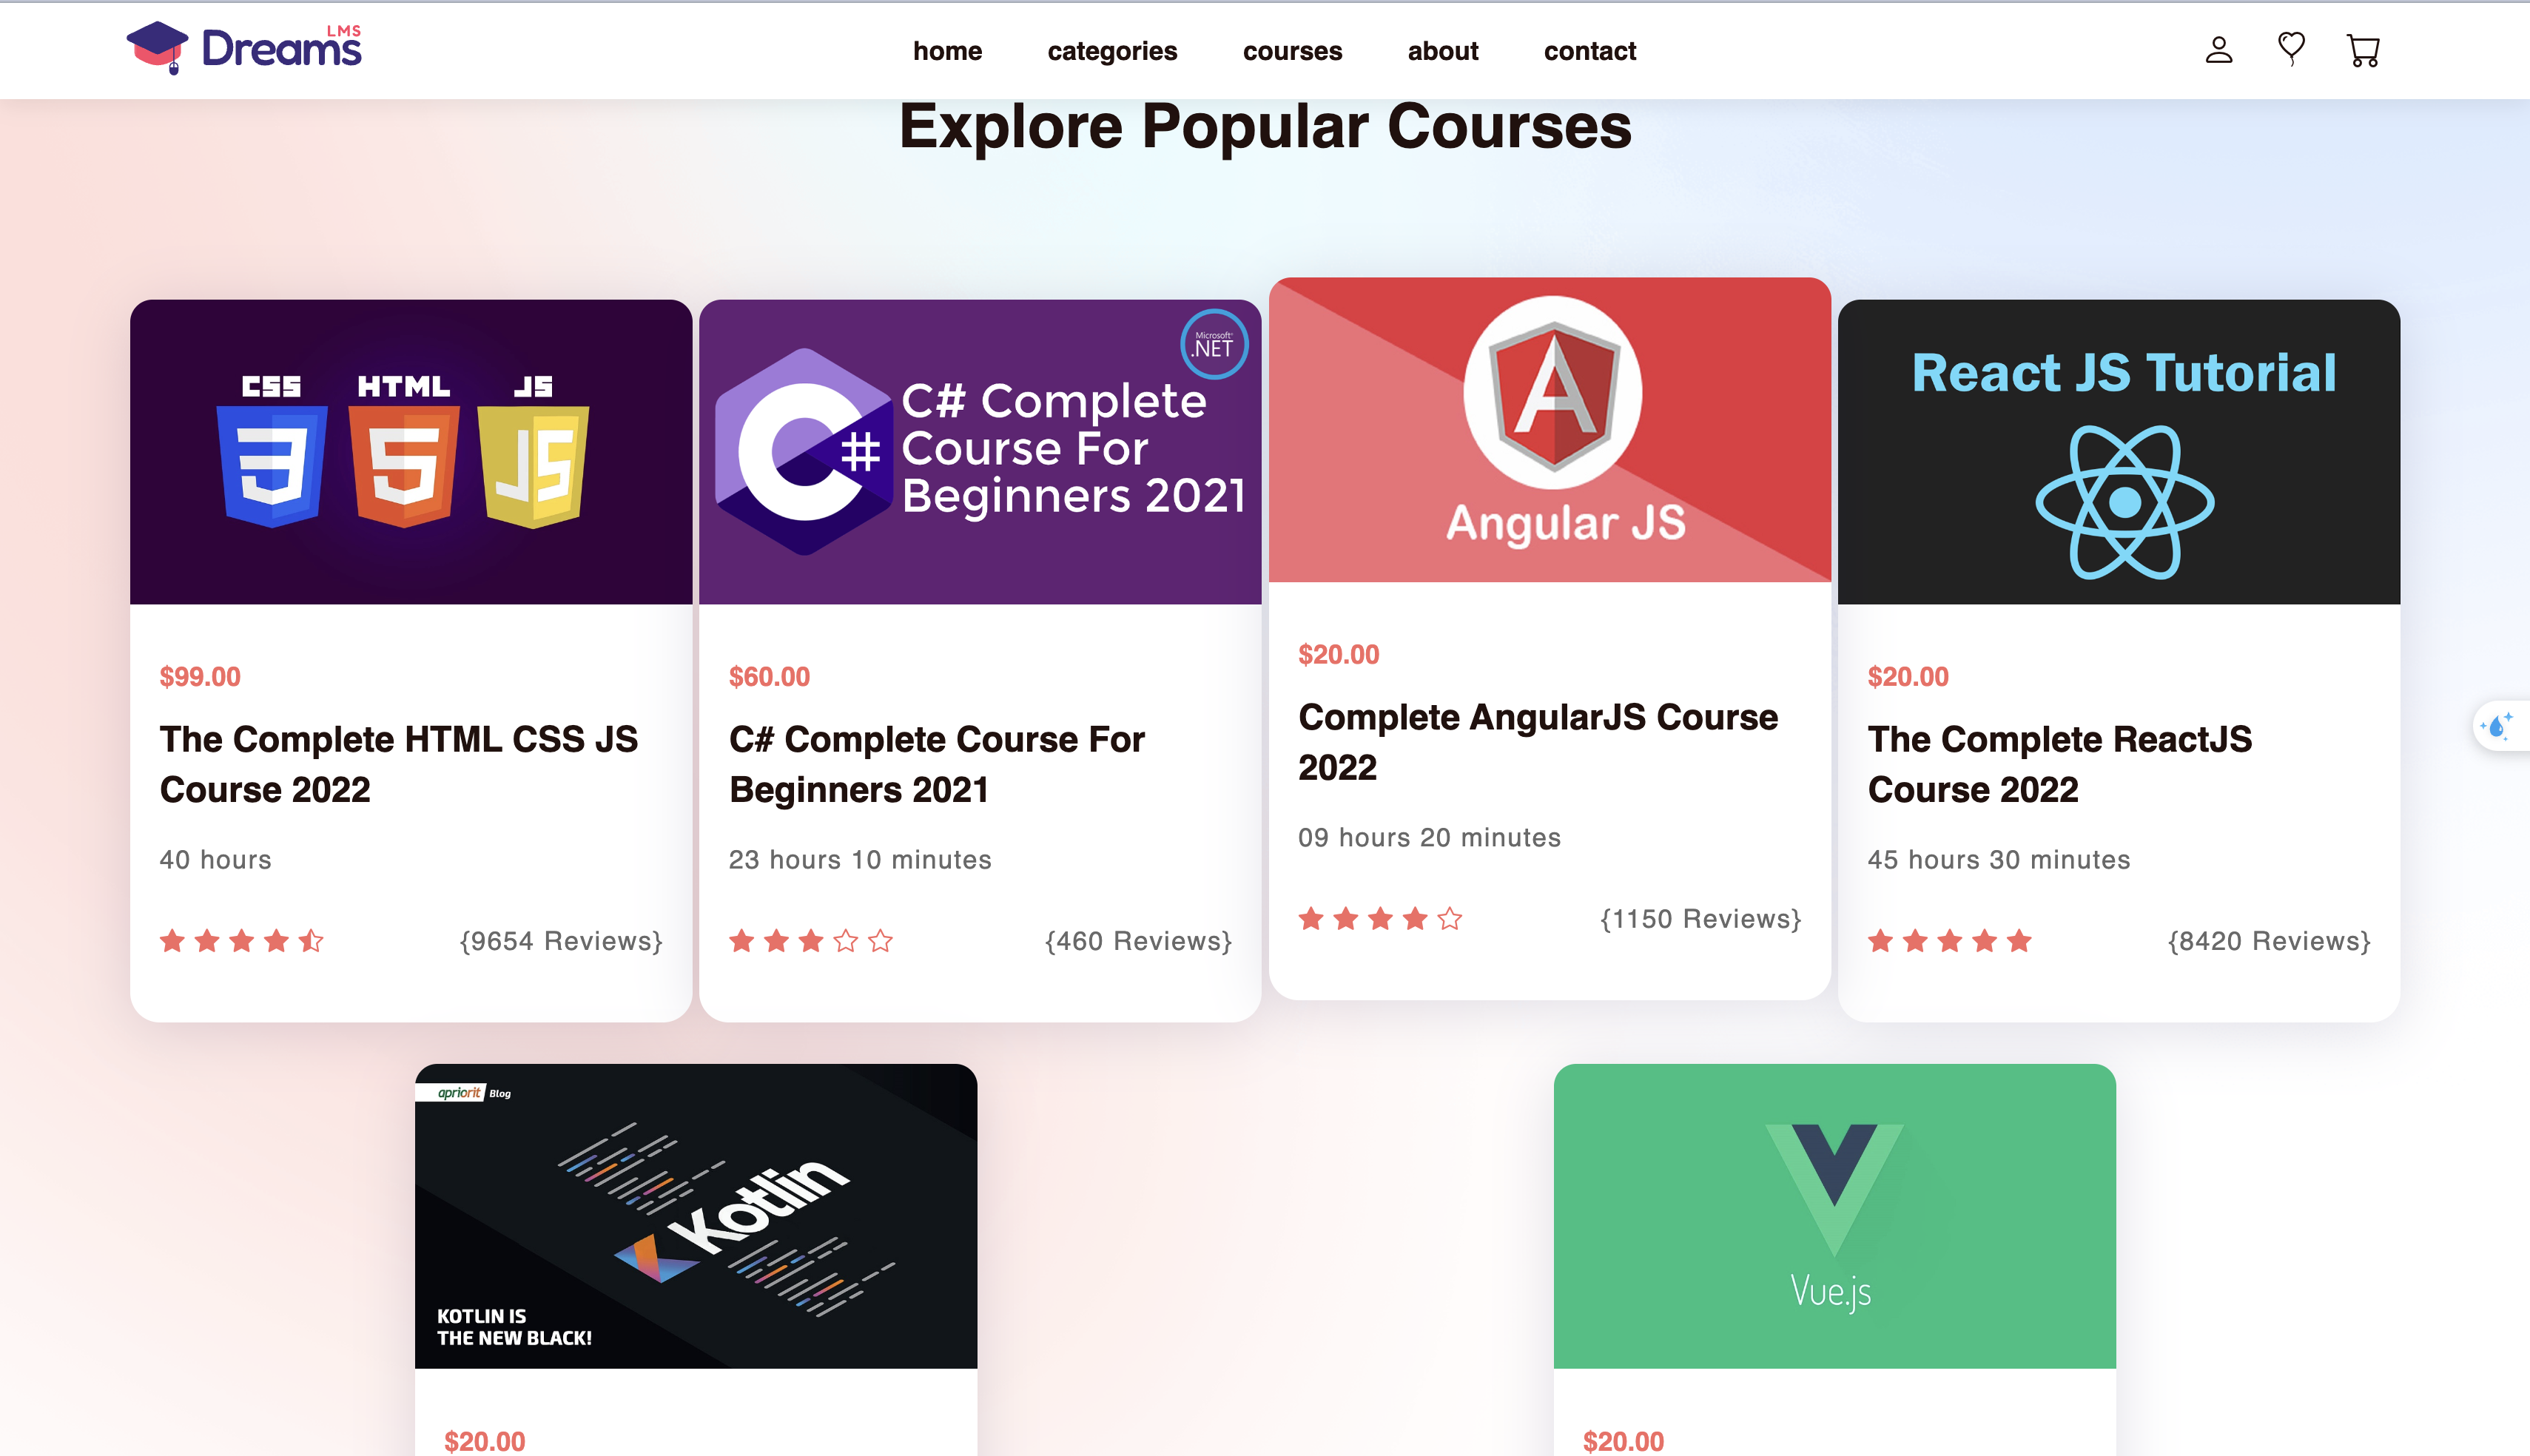 Dreams LMS
home categories courses about contact
Explore Popular Courses
CSS HTML JS
JS
$99.00
The Complete HTML CSS JS
Course 2022
40 hours
{9654 Reviews}
Microsoft
.NET
C# Complete
Course For
Beginners 2021
$60.00
C# Complete Course For
Beginners 2021
23 hours 10 minutes
{460 Reviews}
Angular JS
$20.00
Complete AngularJS Course
2022
09 hours 20 minutes
{1150 Reviews}
React JS Tutorial
$20.00
The Complete ReactJS
Course 2022
45 hours 30 minutes
{8420 Reviews}
apriorit Blog
Kotlin
KOTLIN IS
THE NEW BLACK!
$20.00
Vue.js
$20.00